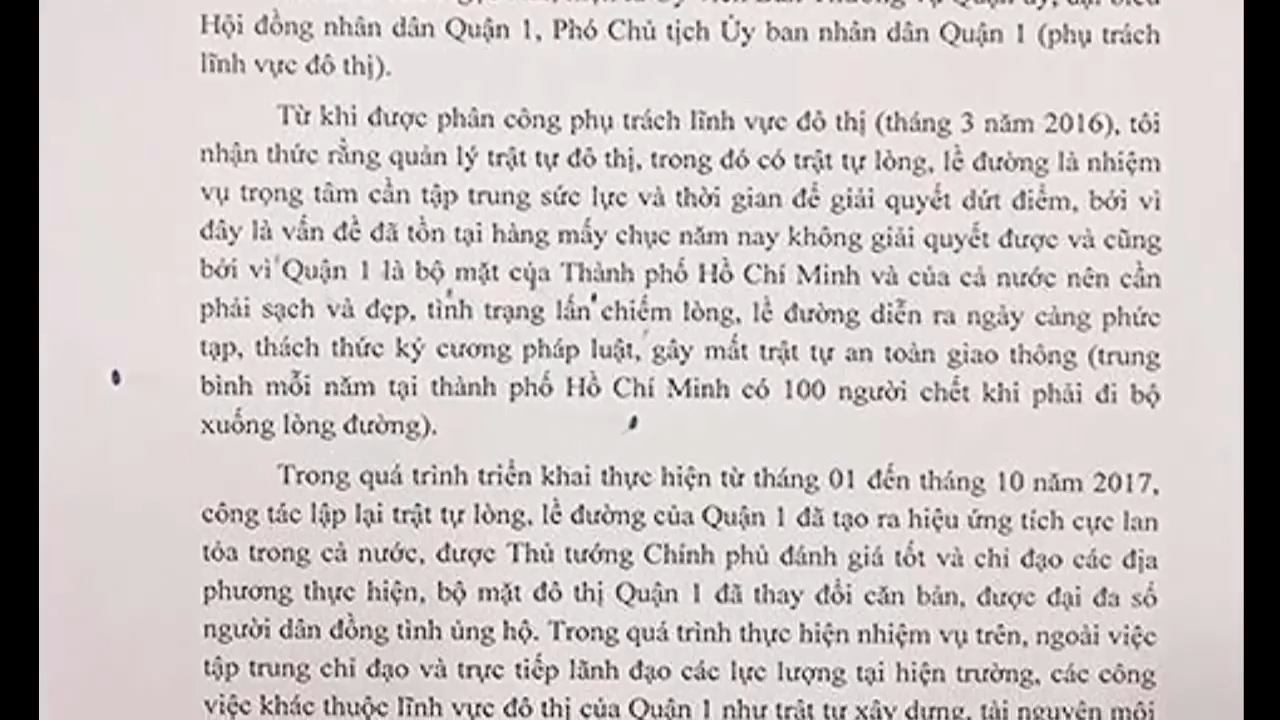 Hội đồng nhân dân Quận 1, Phó Chủ tịch Ủy ban nhân dân Quận 1 (phụ trách
lĩnh vực đô thị).
Từ khi được phân công phụ trách lĩnh vực đô thị (tháng 3 năm 2016), tôi
nhận thức rằng quản lý trật tự đô thị, trong đó có trật tự lòng, lề đường là nhiệm
vụ trọng tâm cần tập trung sức lực và thời gian để giải quyết dứt điểm, bởi vì
đây là vấn đề đã tồn tại hàng mấy chục năm nay không giải quyết được và cũng
bởi vì Quận 1 là bộ mặt của Thành phố Hồ Chí Minh và của cả nước nên cần
phải sạch và đẹp, tình trạng lấn chiếm lòng, lề đường diễn ra ngày càng phức
tạp, thách thức kỷ cương pháp luật, gây mất trật tự an toàn giao thông (trung
bình mỗi năm tại thành phố Hồ Chí Minh có 100 người chết khi phải đi bộ
xuống lòng đường).
Trong quá trình triển khai thực hiện từ tháng 01 đến tháng 10 năm 2017,
công tác lập lại trật tự lòng, lề đường của Quận 1 đã tạo ra hiệu ứng tích cực lan
tỏa trong cả nước, được Thủ tướng Chính phủ đánh giá tốt và chỉ đạo các địa
phương thực hiện, bộ mặt đô thị Quận 1 đã thay đổi căn bản, được đại đa số
người dân đồng tình ủng hộ. Trong quá trình thực hiện nhiệm vụ trên, ngoài việc
tập trung chỉ đạo và trực tiếp lãnh đạo các lực lượng tại hiện trường, các công
việc khác thuộc lĩnh vực đô thị của Quận 1 như trật tự xây dựng, tài nguyên môi